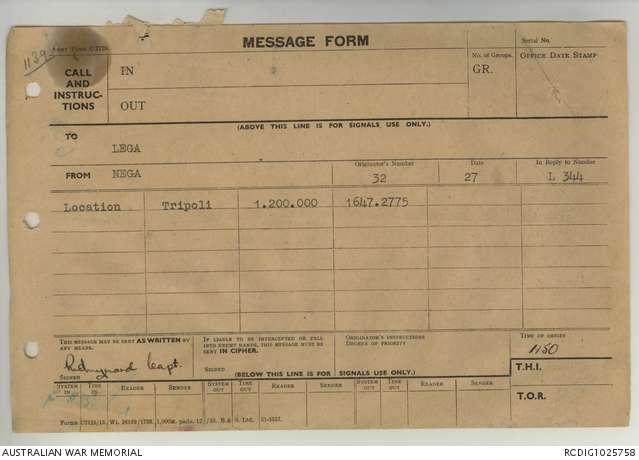 1139
Army Form C
MESSAGE FORM
Serial No.
CALL AND INSTRUC- TIONS
IN
No. of Groups.
GR.
OFFICE DATE STAMP
OUT
(ABOVE THIS LINE IS FOR SIGNALS USE ONLY.)
TO
LEGA
FROM
NEGA
Originator's Number
32
Date
27
In Reply to Number
L 344
Location Tripoli 1.200.000 1647.2775
THIS MESSAGE MAY BE SENT AS WRITTEN BY ANY MEANS.
IF LIABLE TO BE INTERCEPTED OR FALL INTO ENEMY HANDS, THIS MESSAGE MUST BE SENT IN CIPHER.
ORIGINATOR'S INSTRUCTIONS
DEGREE OF PRIORITY
TIME OF ORIGIN
1150
Capt.
SIGNED
SIGNED
(BELOW THIS LINE IS FOR SIGNALS USE ONLY.)
T.H.I.
SYSTEM IN TIME IN READER SENDER SYSTEM OUT TIME OUT READER SENDER SYSTEM OUT TIME OUT READER SENDER
T.O.R.
AUSTRALIAN WAR MEMORIAL
RCDIG1025758